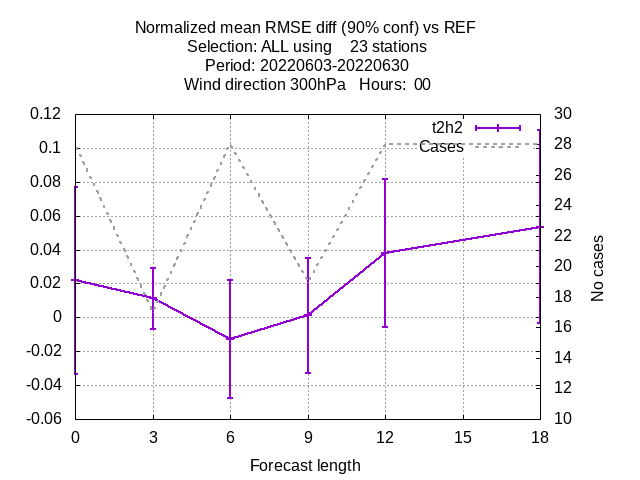 Normalized mean RMSE diff (90% conf) vs REF
Selection: ALL using    23 stations
Period: 20220603-20220630
Wind direction 300hPa   Hours:  00
0.12
0.1
0.08
0.06
0.04
0.02
0
-0.02
-0.04
-0.06
t2h2
Cases
30
28
26
24
22
20
18
16
14
12
10
No cases
0 3 6 9 12 15 18
Forecast length